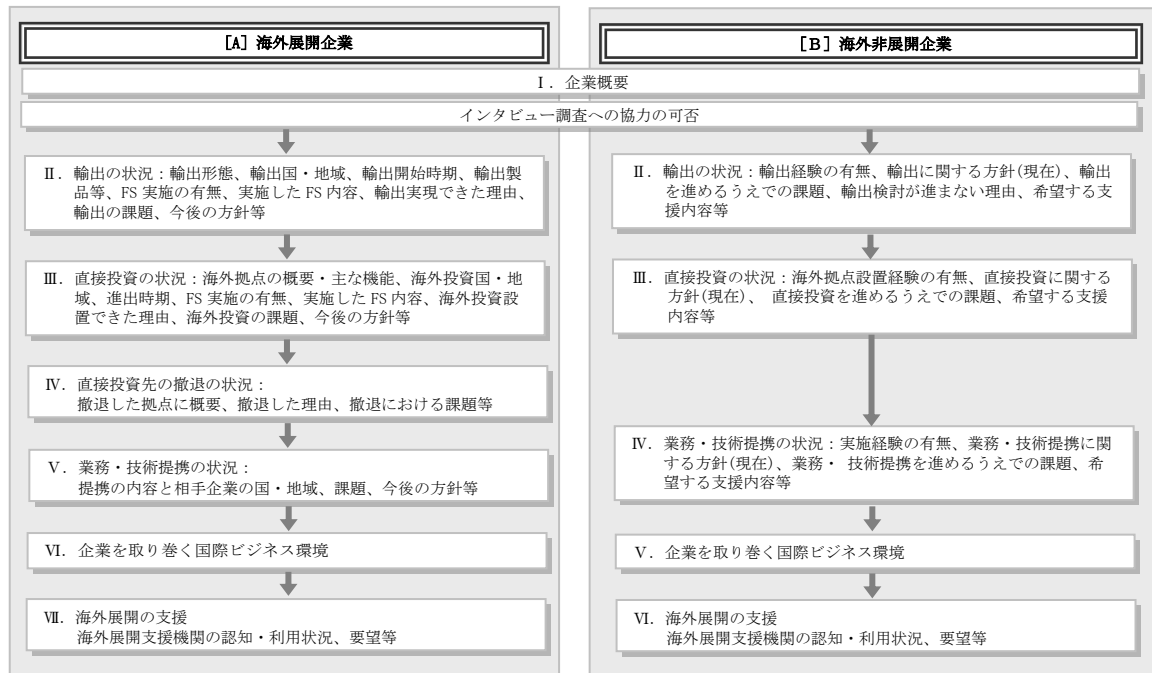 [A] 海外展開企業
[B] 海外非展開企業
Ⅰ. 企業概要
インタビュー調査への協力の可否
Ⅱ. 輸出の状況：輸出形態、輸出国・地域、輸出開始時期、輸出製
品等、FS 実施の有無、実施した FS 内容、輸出実現できた理由、
輸出の課題、今後の方針等
Ⅲ. 直接投資の状況：海外拠点の概要・主な機能、海外投資国・地
域、進出時期、FS 実施の有無、実施した FS 内容、海外投資設
置できた理由、海外投資の課題、今後の方針等
Ⅳ. 直接投資先の撤退の状況：
撤退した拠点に概要、撤退した理由、撤退における課題等
Ⅴ. 業務・技術提携の状況：
提携の内容と相手企業の国・地域、課題、今後の方針等
Ⅵ. 企業を取り巻く国際ビジネス環境
Ⅶ. 海外展開の支援
海外展開支援機関の認知・利用状況、要望等
Ⅱ. 輸出の状況：輸出経験の有無、輸出に関する方針(現在)、輸出
を進めるうえでの課題、輸出検討が進まない理由、希望する支
援内容等
Ⅲ. 直接投資の状況：海外拠点設置経験の有無、直接投資に関する
方針(現在)、 直接投資を進めるうえでの課題、希望する支援
内容等
Ⅳ. 業務・技術提携の状況：実施経験の有無、業務・技術提携に関
する方針(現在)、業務・ 技術提携を進めるうえでの課題、希
望する支援内容等
Ⅴ. 企業を取り巻く国際ビジネス環境
Ⅵ. 海外展開の支援
海外展開支援機関の認知・利用状況、要望等